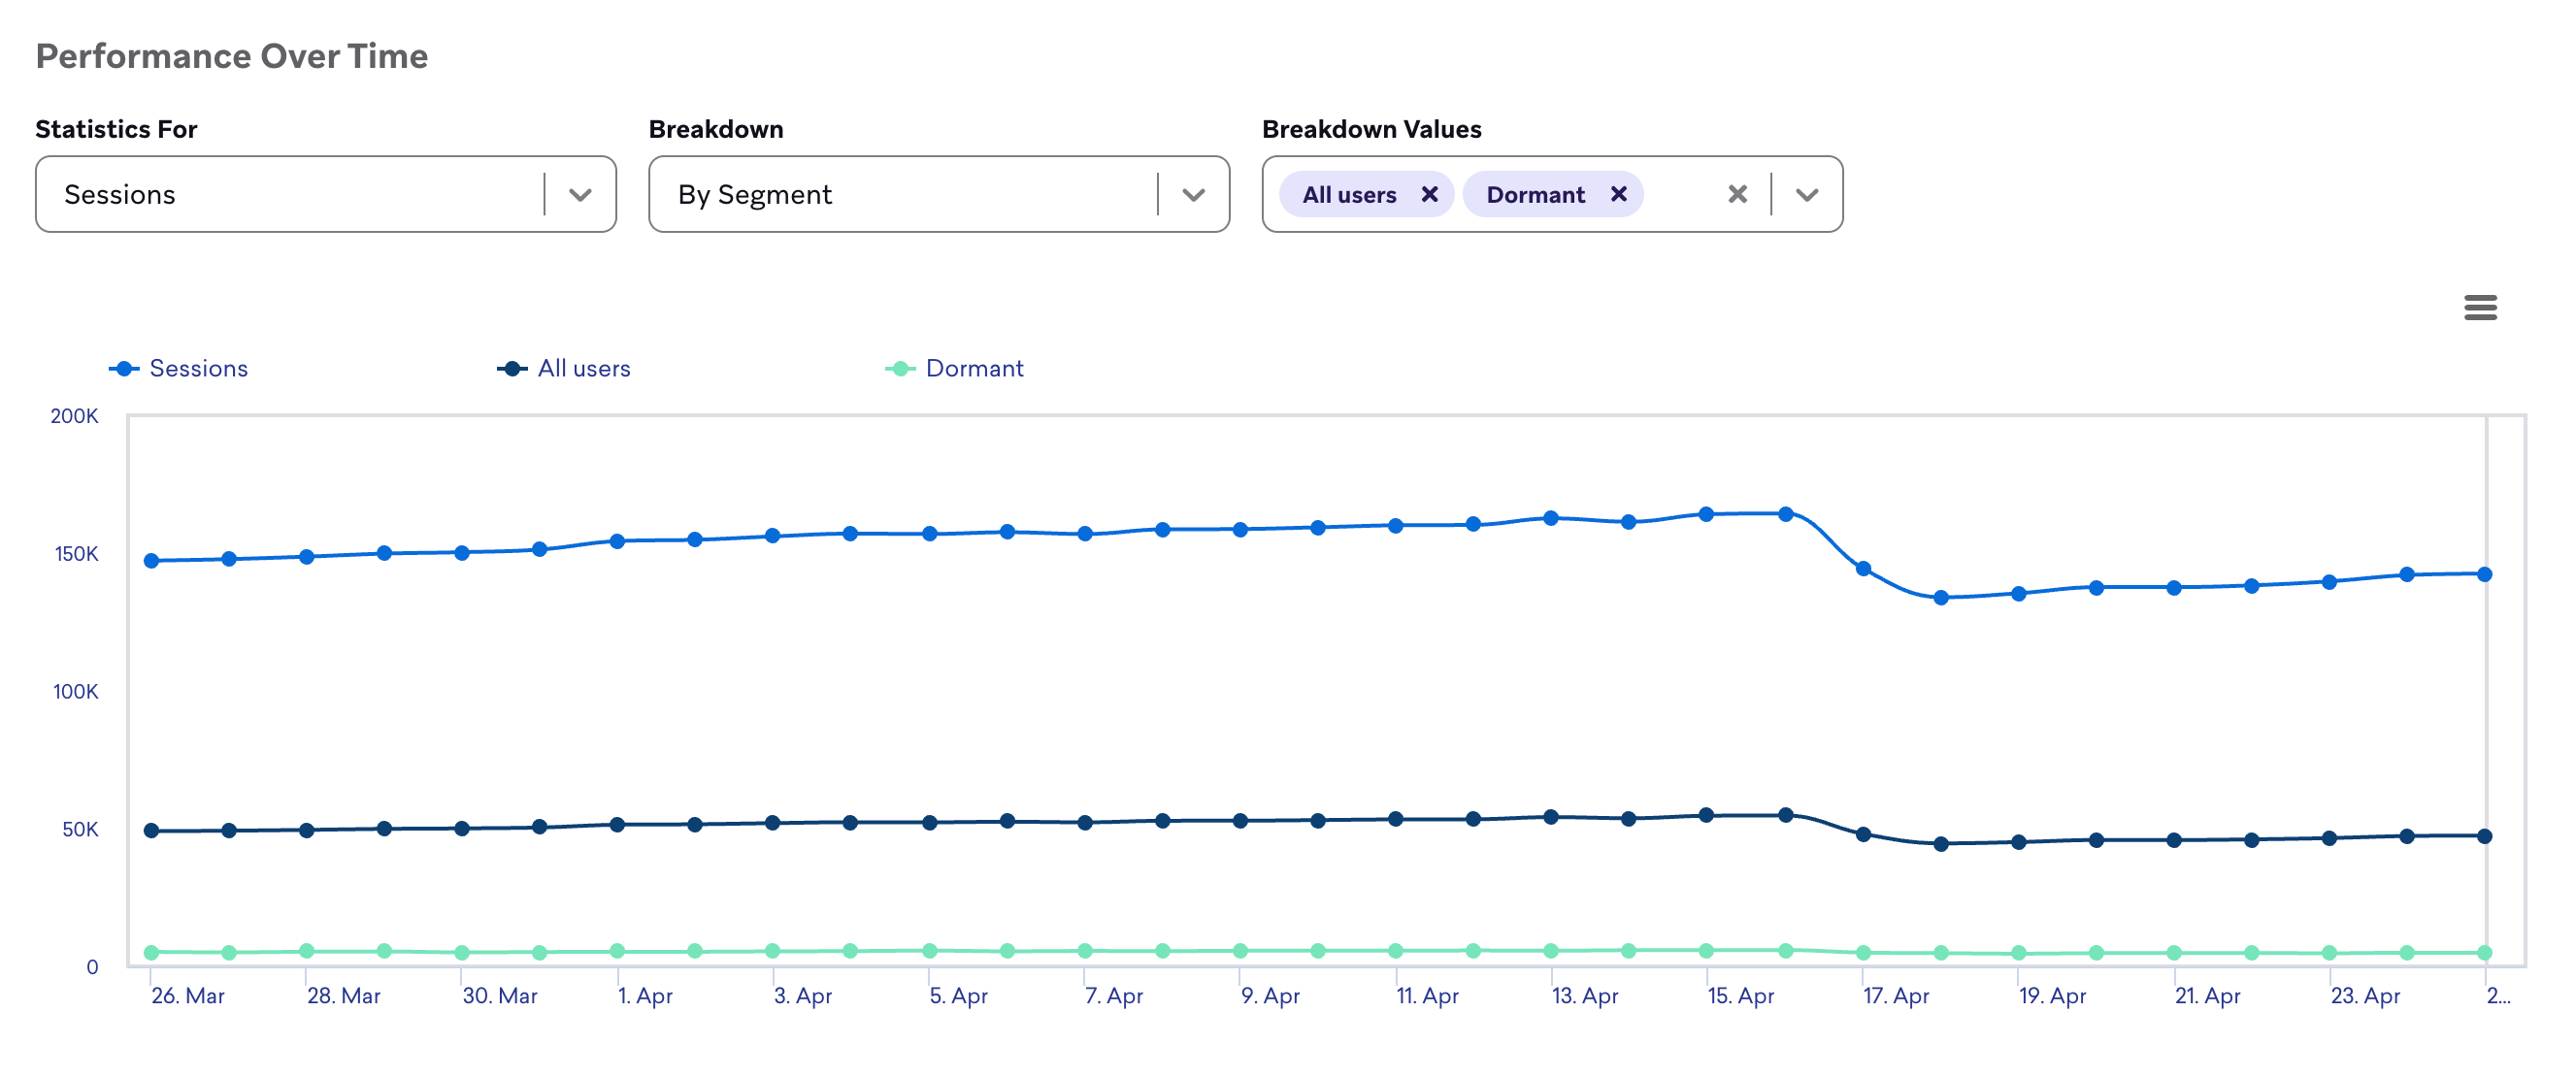 Performance Over Time
Statistics For
Breakdown
Breakdown Values
Sessions
By Segment
All users
Dormant
Sessions
All users
Dormant
200K
150K
100K
50K
0
26. Mar
28. Mar
30. Mar
1. Apr
3. Apr
5. Apr
7. Apr
9. Apr
11. Apr
13. Apr
15. Apr
17. Apr
19. Apr
21. Apr
23. Apr
2...